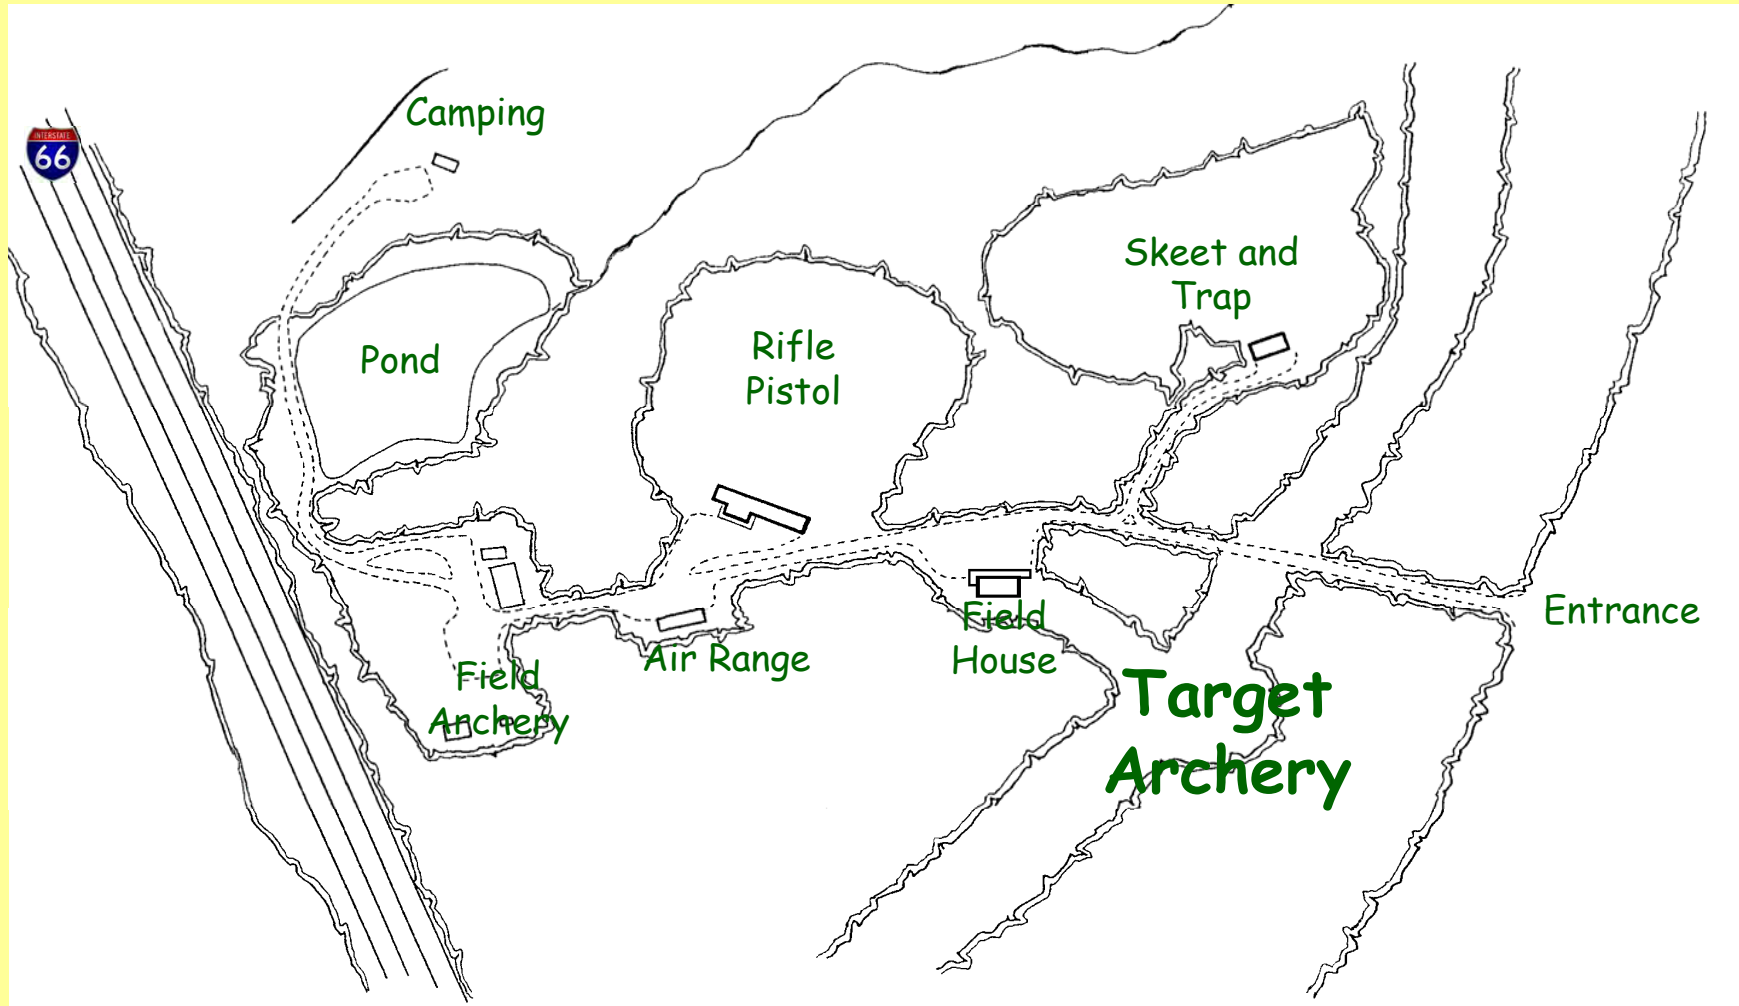 Camping
INTERSTATE
66
Skeet and
Trap
Pond
Rifle
Pistol
Entrance
Field
House
Air Range
Field
Archery
Target
Archery